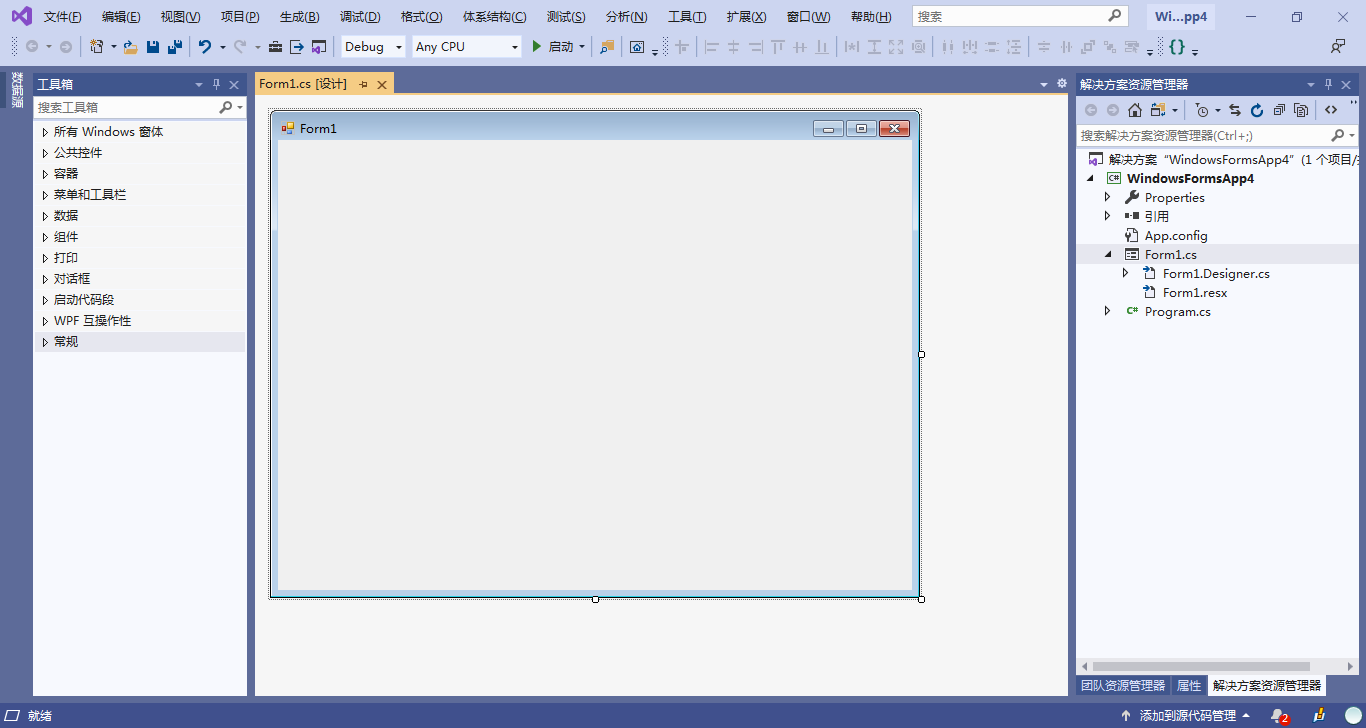 文件(F) 编辑(E) 视图(V) 项目(P) 生成(B) 调试(D) 格式(O) 体系结构(C) 测试(S) 分析(N) 工具(T) 扩展(X) 窗口(W) 帮助(H) 搜索 Wi...pp4
Debug Any CPU 启动
数据源
工具箱
搜索工具箱
所有 Windows 窗体
公共控件
容器
菜单和工具栏
数据
组件
打印
对话框
启动代码段
WPF 互操作性
常规
Form1.cs [设计]
Form1
解决方案资源管理器
搜索解决方案资源管理器(Ctrl+;)
解决方案 “WindowsFormsApp4” (1 个项目/
C# WindowsFormsApp4
Properties
引用
App.config
Form1.cs
Form1.Designer.cs
Form1.resx
C# Program.cs
团队资源管理器 属性 解决方案资源管理器
就绪
添加到源代码管理 2